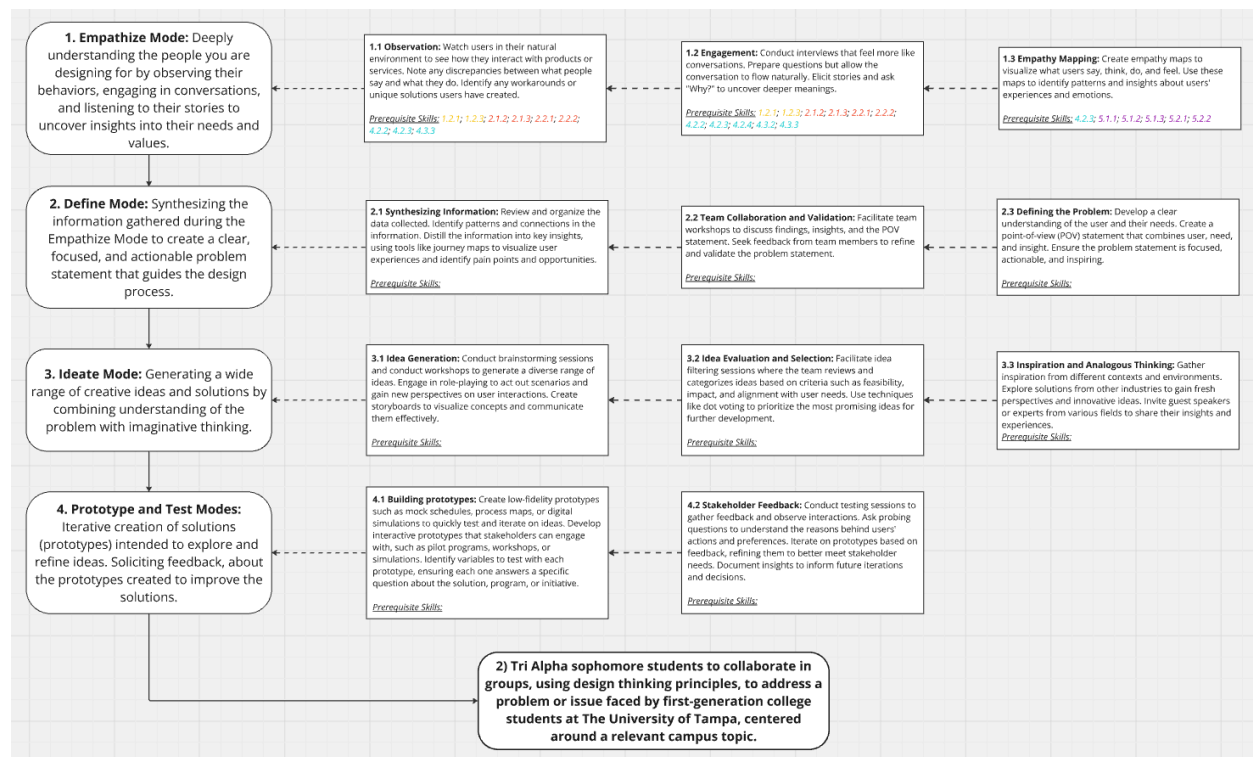 1. Empathize Mode: Deeply
understanding the people you are
designing for by observing their
behaviors, engaging in conversations,
and listening to their stories to
uncover insights into their needs and
values.
1.1 Observation: Watch users in their natural
environment to see how they interact with products or
services. Note any discrepancies between what people
say and what they do. Identify any workarounds or
unique solutions users have created.
Prerequisite Skills: 1.2.1; 1.2.3; 2.1.2; 2.1.3; 2.2.1; 2.2.2;
4.2.2; 4.2.3; 4.3.3
1.2 Engagement: Conduct interviews that feel more like
conversations. Prepare questions but allow the
conversation to flow naturally. Elicit stories and ask
"Why?" to uncover deeper meanings.
Prerequisite Skills: 1.2.1; 1.2.3; 2.1.2; 2.1.3; 2.2.1; 2.2.2;
4.2.2; 4.2.3; 4.2.4; 4.3.2; 4.3.3
1.3 Empathy Mapping: Create empathy maps to
visualize what users say, think, do, and feel. Use these
maps to identify patterns and insights about users'
experiences and emotions.
Prerequisite Skills: 4.2.3; 5.1.1; 5.1.2; 5.1.3; 5.2.1; 5.2.2
2. Define Mode: Synthesizing the
information gathered during the
Empathize Mode to create a clear,
focused, and actionable problem
statement that guides the design
process.
2.1 Synthesizing Information: Review and organize the
data collected. Identify patterns and connections in the
information. Distill the information into key insights,
using tools like journey maps to visualize user
experiences and identify pain points and opportunities.
Prerequisite Skills:
2.2 Team Collaboration and Validation: Facilitate team
workshops to discuss findings, insights, and the POV
statement. Seek feedback from team members to refine
and validate the problem statement.
Prerequisite Skills:
2.3 Defining the Problem: Develop a clear
understanding of the user and their needs. Create a
point-of-view (POV) statement that combines user, need,
and insight. Ensure the problem statement is focused,
actionable, and inspiring.
Prerequisite Skills:
3. Ideate Mode: Generating a wide
range of creative ideas and solutions by
combining understanding of the
problem with imaginative thinking.
3.1 Idea Generation: Conduct brainstorming sessions
and conduct workshops to generate a diverse range of
ideas. Engage in role-playing to act out scenarios and
gain new perspectives on user interactions. Create
storyboards to visualize concepts and communicate
them effectively.
Prerequisite Skills:
3.2 Idea Evaluation and Selection: Facilitate idea
filtering sessions where the team reviews and
categorizes ideas based on criteria such as feasibility,
impact, and alignment with user needs. Use techniques
like dot voting to prioritize the most promising ideas for
further development.
Prerequisite Skills:
3.3 Inspiration and Analogous Thinking: Gather
inspiration from different contexts and environments.
Explore solutions from other industries to gain fresh
perspectives and innovative ideas. Invite guest speakers
or experts from various fields to share their insights and
experiences.
Prerequisite Skills:
4. Prototype and Test Modes:
Iterative creation of solutions
(prototypes) intended to explore and
refine ideas. Soliciting feedback, about
the prototypes created to improve the
solutions.
4.1 Building prototypes: Create low-fidelity prototypes
such as mock schedules, process maps, or digital
simulations to quickly test and iterate on ideas. Develop
interactive prototypes that stakeholders can engage
with, such as pilot programs, workshops, or
simulations. Identify variables to test with each
prototype, ensuring each one answers a specific
question about the solution, program, or initiative.
Prerequisite Skills:
4.2 Stakeholder Feedback: Conduct testing sessions to
gather feedback and observe interactions. Ask probing
questions to understand the reasons behind users'
actions and preferences. Iterate on prototypes based on
feedback, refining them to better meet stakeholder
needs. Document insights to inform future iterations
and decisions.
Prerequisite Skills:
2) Tri Alpha sophomore students to collaborate in
groups, using design thinking principles, to address a
problem or issue faced by first-generation college
students at The University of Tampa, centered
around a relevant campus topic.